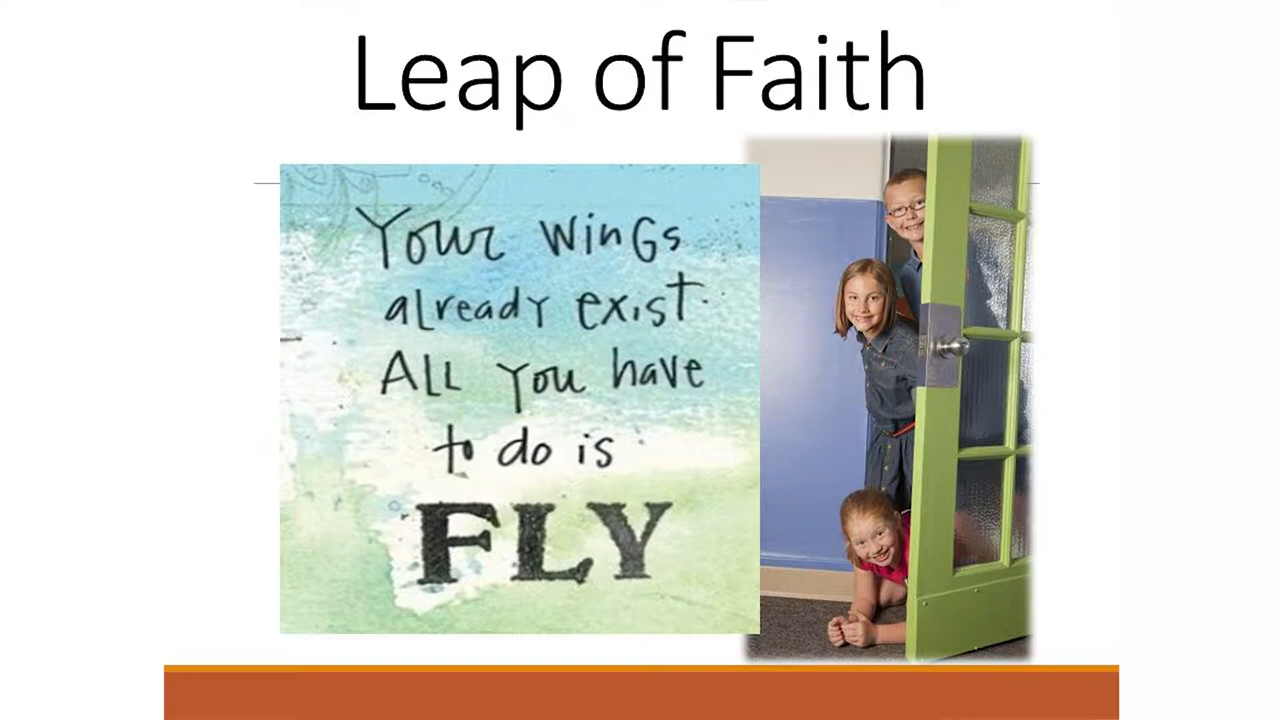 Leap of Faith
Your wings
already exist.
All you have
to do is
FLY